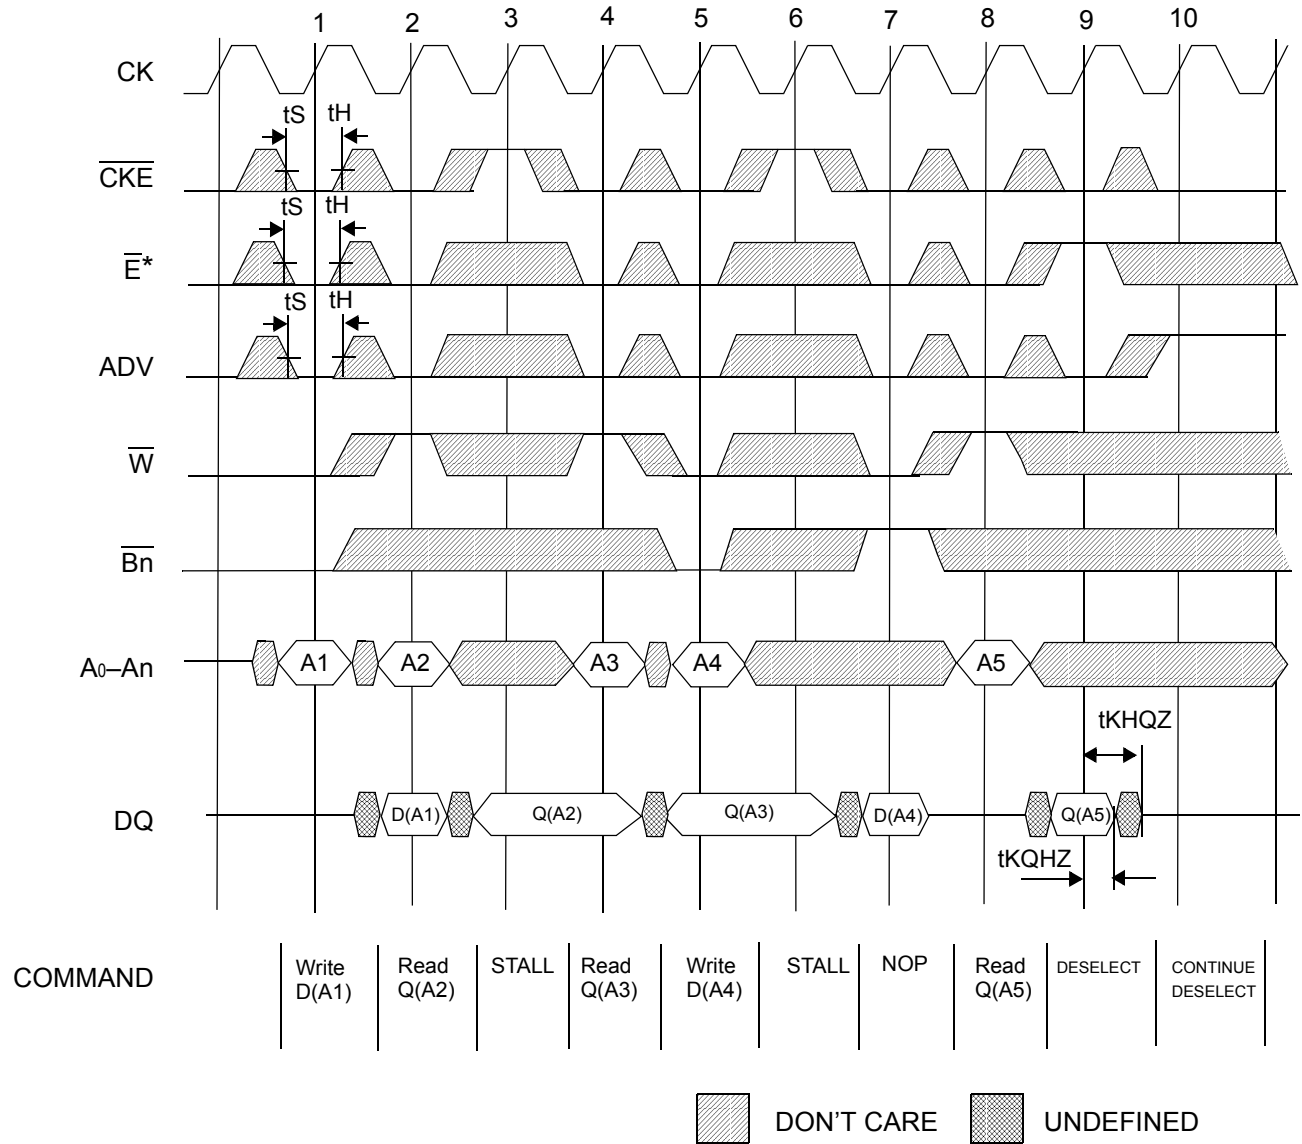 1 2 3 4 5 6 7 8 9 10
CK
tS tH
CKE
tS tH
E*
tS tH
ADV
W
Bn
A0–An A1 A2 A3 A4 A5
tKHQZ
DQ D(A1) Q(A2) Q(A3) D(A4) Q(A5)
tKQHZ
COMMAND
Write
D(A1)
Read
Q(A2)
STALL
Read
Q(A3)
Write
D(A4)
STALL
NOP
Read
Q(A5)
DESELECT
CONTINUE
DESELECT
DON'T CARE UNDEFINED